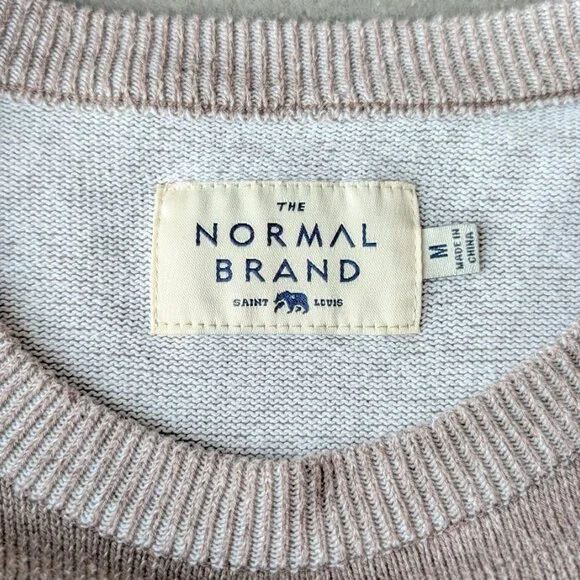 THE
NORMAL
BRAND
SAINT LOUIS
M
MADE IN
CHINA